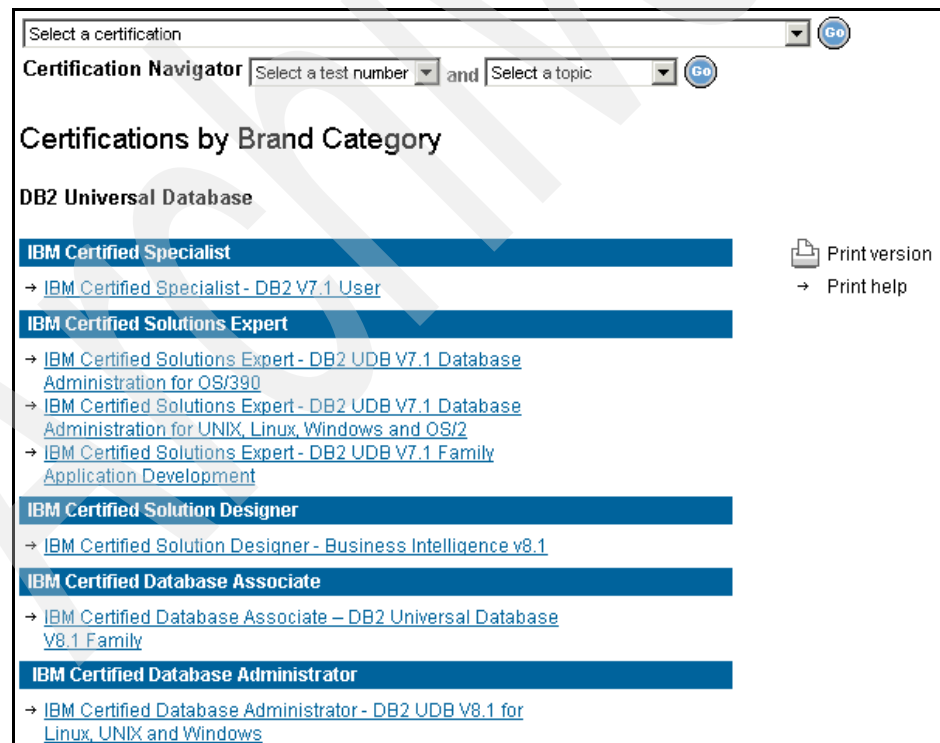 Select a certification Go
Certification Navigator Select a test number and Select a topic Go
Certifications by Brand Category
DB2 Universal Database
IBM Certified Specialist
Print version
→ IBM Certified Specialist - DB2 V7.1 User
→ Print help
IBM Certified Solutions Expert
→ IBM Certified Solutions Expert - DB2 UDB V7.1 Database
Administration for OS/390
→ IBM Certified Solutions Expert - DB2 UDB V7.1 Database
Administration for UNIX, Linux, Windows and OS/2
→ IBM Certified Solutions Expert - DB2 UDB V7.1 Family
Application Development
IBM Certified Solution Designer
→ IBM Certified Solution Designer - Business Intelligence v8.1
IBM Certified Database Associate
→ IBM Certified Database Associate – DB2 Universal Database
V8.1 Family
IBM Certified Database Administrator
→ IBM Certified Database Administrator - DB2 UDB V8.1 for
Linux, UNIX and Windows